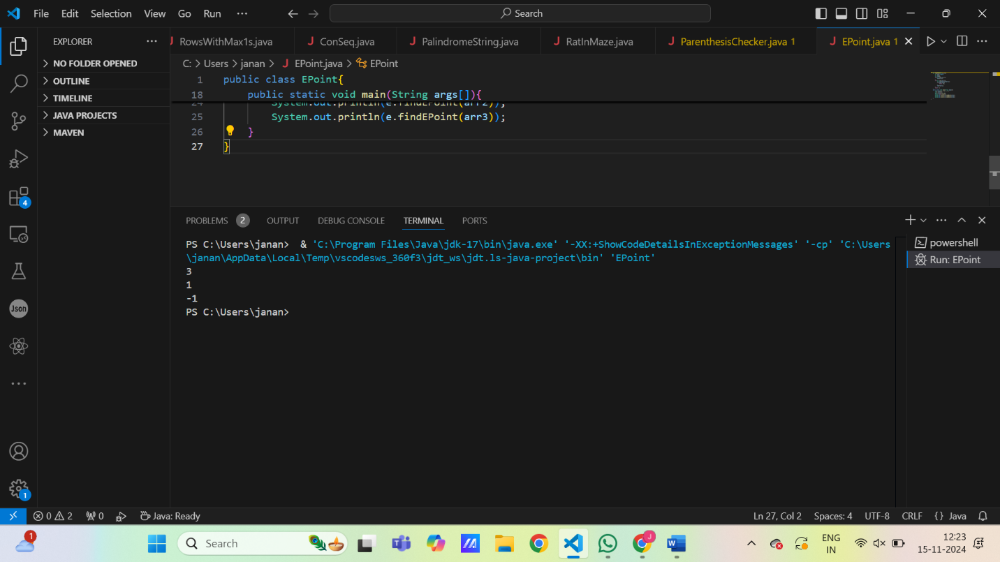 File Edit Selection View Go Run ··· Search
EXPLORER
NO FOLDER OPENED
OUTLINE
TIMELINE
JAVA PROJECTS
MAVEN
RowsWithMax1s.java ConSeq.java PalindromeString.java RatInMaze.java ParenthesisChecker.java 1 EPoint.java 1
C: > Users > janan > EPoint.java > EPoint
1 public class EPoint{
18 public static void main(String args[]){
24 System.out.println(e.findEPoint(arr2));
25 System.out.println(e.findEPoint(arr3));
26 }
27 }
PROBLEMS 2 OUTPUT DEBUG CONSOLE TERMINAL PORTS
PS C:\Users\janan> & 'C:\Program Files\Java\jdk-17\bin\java.exe' '-XX:+ShowCodeDetailsInExceptionMessages' '-cp' 'C:\Users
\janan\AppData\Local\Temp\vscodesws_360f3\jdt_ws\jdt.ls-java-project\bin' 'EPoint'
3
1
-1
PS C:\Users\janan>
powershell
Run: EPoint
4
Json
1
0 2 0 Java: Ready Ln 27, Col 2 Spaces: 4 UTF-8 CRLF {} Java
1 Search J ENG
IN
12:23
15-11-2024